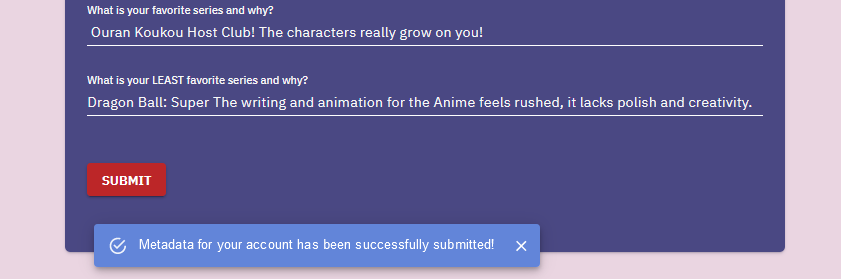 What is your favorite series and why?
Ouran Koukou Host Club! The characters really grow on you!
What is your LEAST favorite series and why?
Dragon Ball: Super The writing and animation for the Anime feels rushed, it lacks polish and creativity.
SUBMIT
Metadata for your account has been successfully submitted!